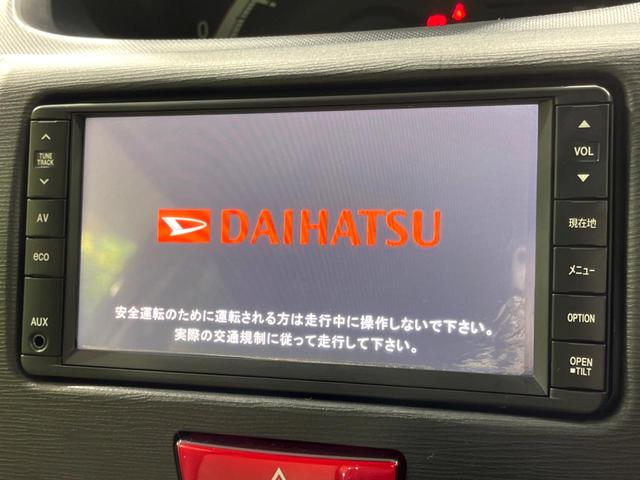 TUNE
TRACK
AV
eco
AUX
DAIHATSU
安全運転のために運転される方は走行中に操作しないで下さい。
実際の交通規制に従って走行して下さい。
VOL
現在地
メニュー
OPTION
OPEN
■TILT